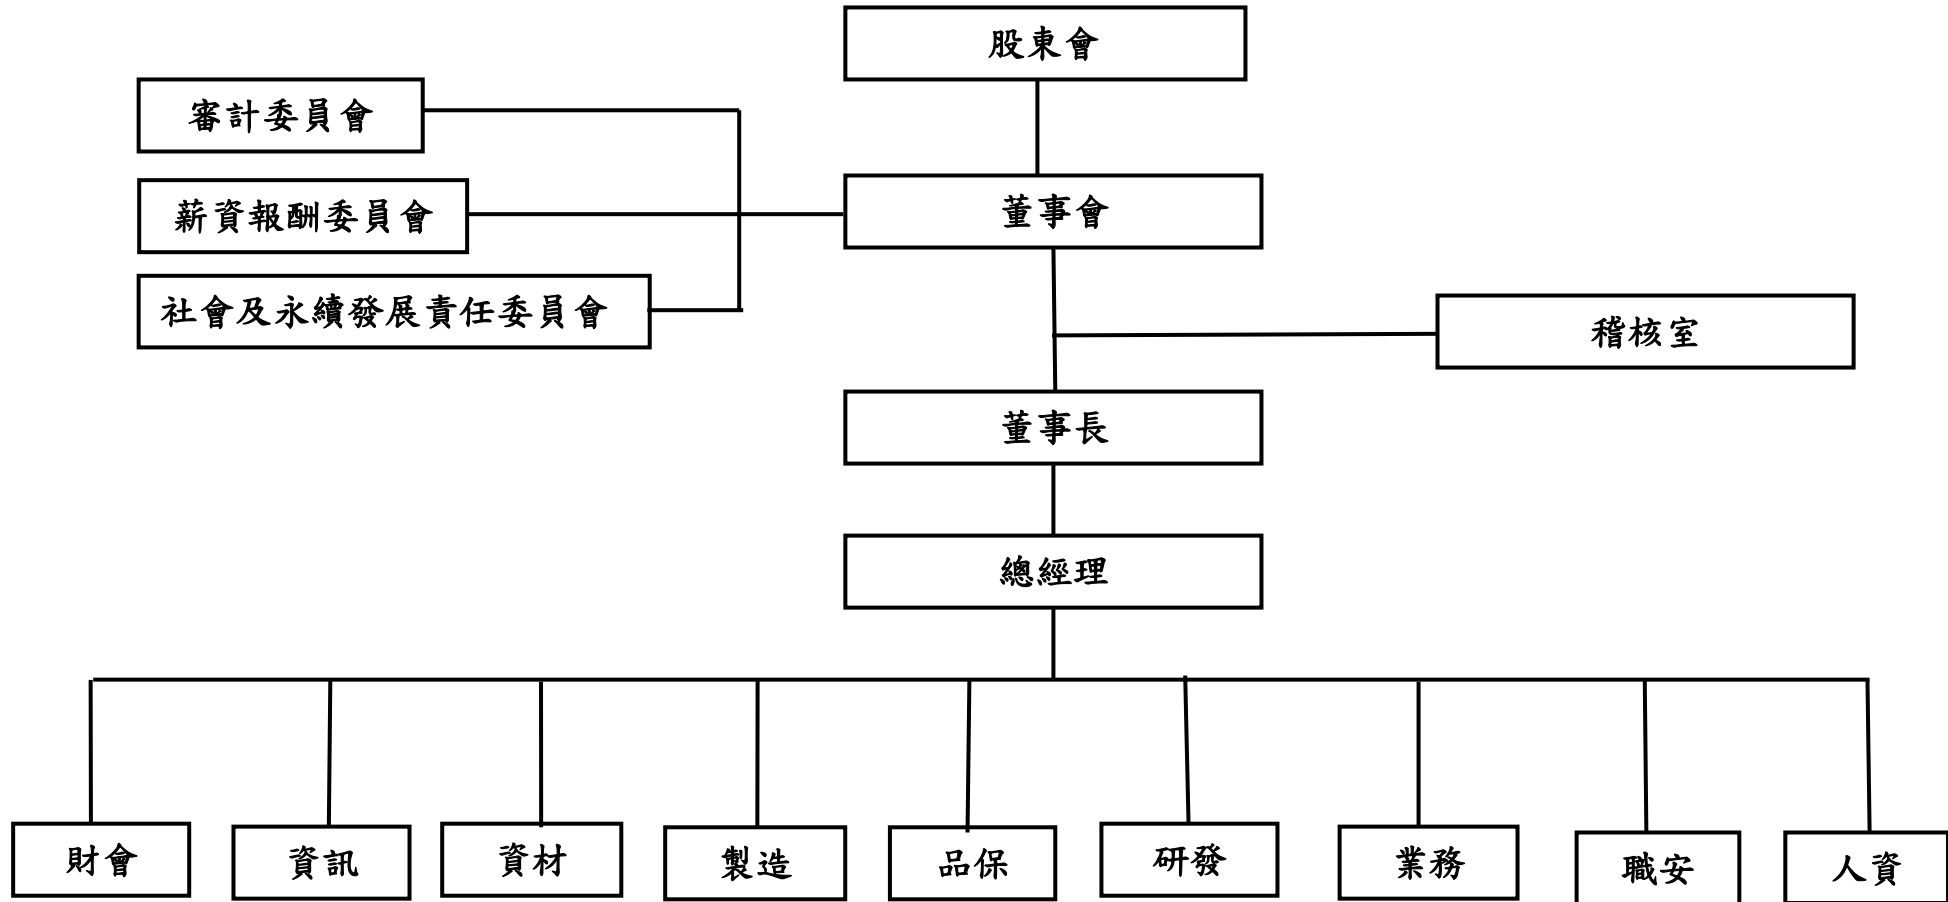 股東會
審計委員會
薪資報酬委員會
董事會
社會及永續發展責任委員會
稽核室
董事長
總經理
財會
資訊
資材
製造
品保
研發
業務
職安
人資